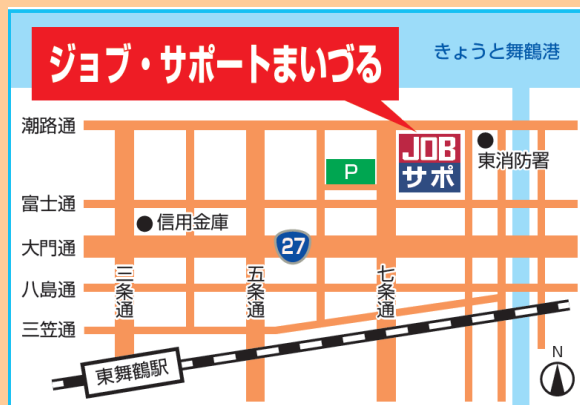 ジョブ・サポートまいづる
きょうと舞鶴港
潮路通
JOB
サポ
東消防署
P
富士通
信用金庫
大門通
27
三条通
五条通
七条通
八島通
三笠通
東舞鶴駅
N